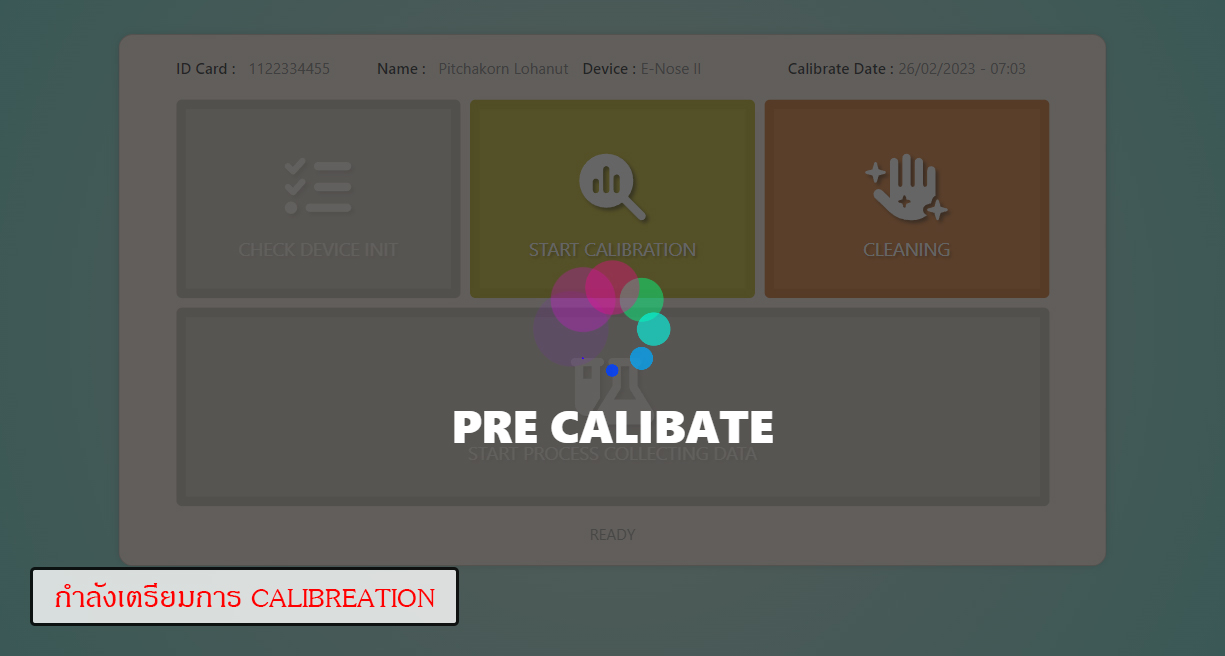 ID Card : 1122334455 Name : Pitchakorn Lohanut Device : E-Nose II Calibrate Date : 26/02/2023 - 07:03
CHECK DEVICE INIT
START CALIBRATION
CLEANING
PRE CALIBATE
START PROCESS COLLECTING DATA
READY
กำลังเตรียมการ CALIBREATION